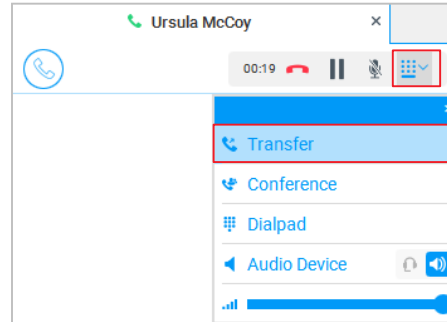 Ursula McCoy
00:19
Transfer
Conference
Dialpad
Audio Device